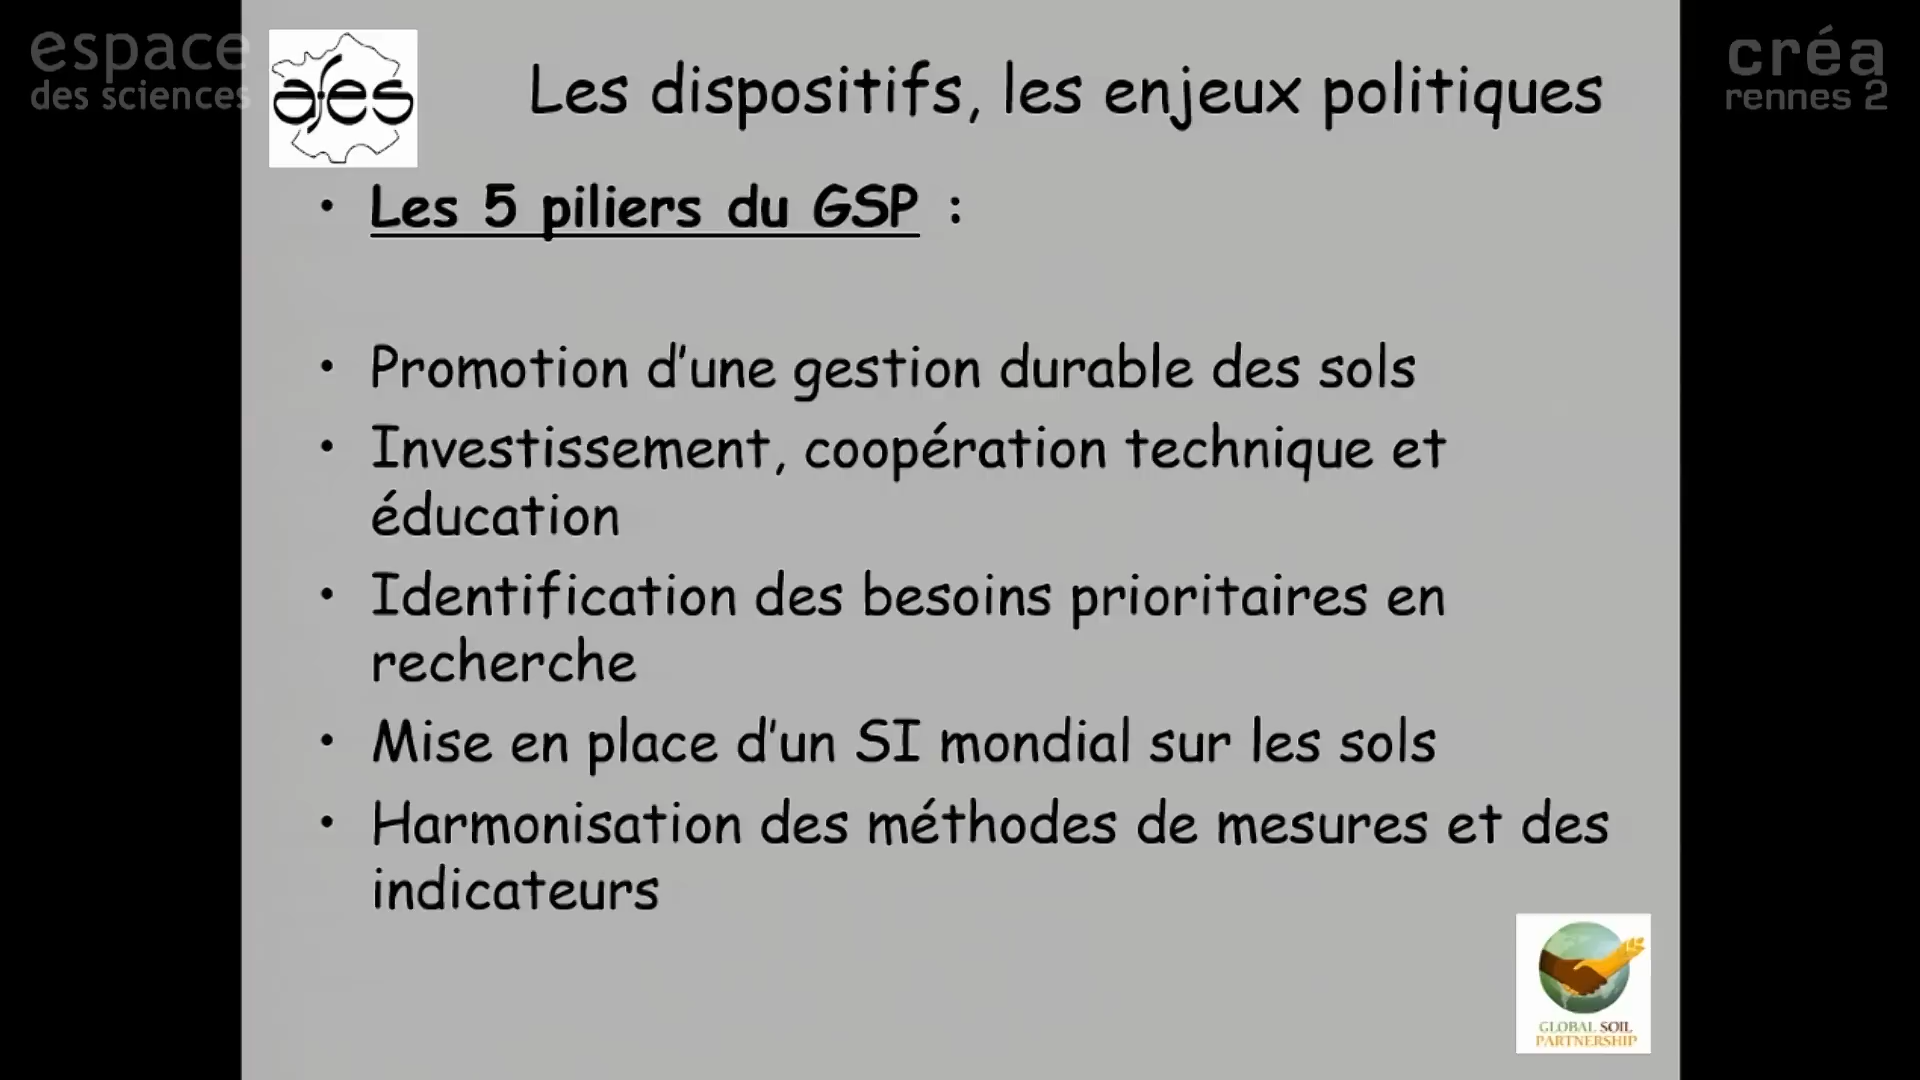 espace
des sciences
afes
créa
rennes 2
Les dispositifs, les enjeux politiques
• Les 5 piliers du GSP :
• Promotion d’une gestion durable des sols
• Investissement, coopération technique et
éducation
• Identification des besoins prioritaires en
recherche
• Mise en place d’un SI mondial sur les sols
• Harmonisation des méthodes de mesures et des
indicateurs
GLOBAL SOIL
PARTNERSHIP